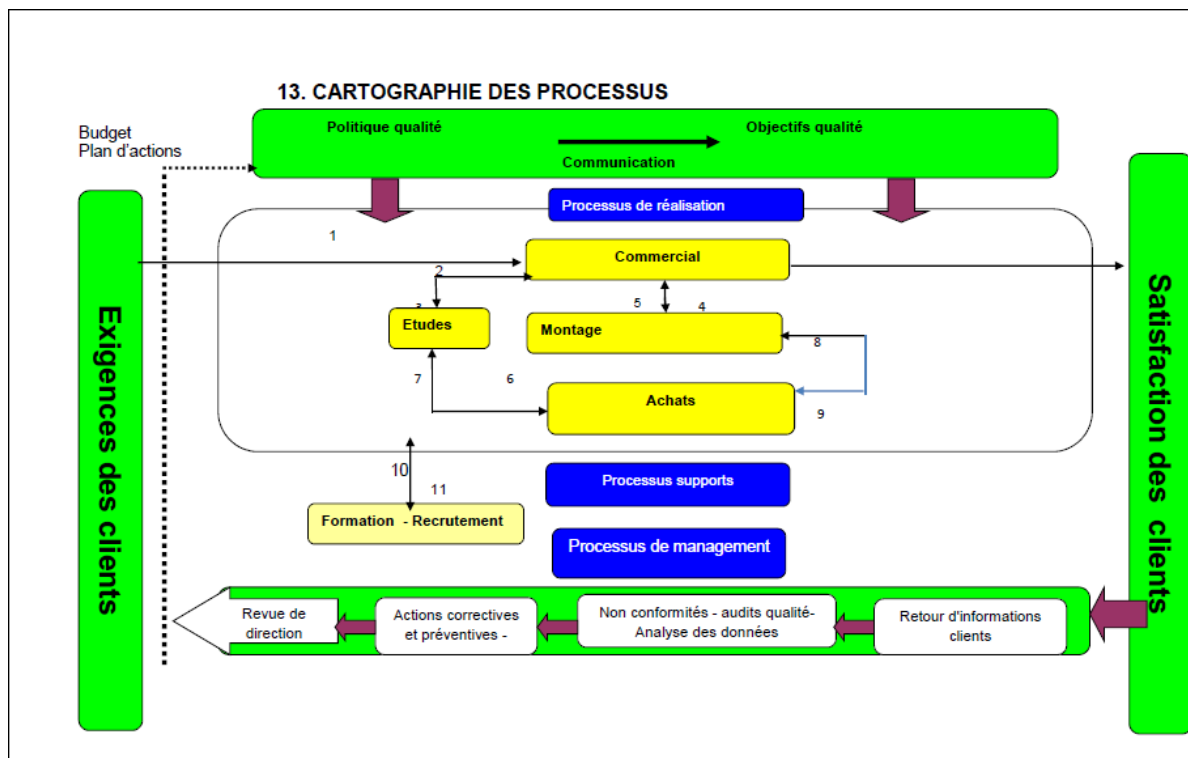 13. CARTOGRAPHIE DES PROCESSUS
Budget
Plan d'actions
Politique qualité
Objectifs qualité
Communication
Processus de réalisation
Exigences des clients
Satisfaction des clients
1
Commercial
2
3
5
4
Etudes
Montage
8
7
6
Achats
9
10
11
Processus supports
Formation - Recrutement
Processus de management
Revue de
direction
Actions correctives
et préventives -
Non conformités - audits qualité-
Analyse des données
Retour d'informations
clients